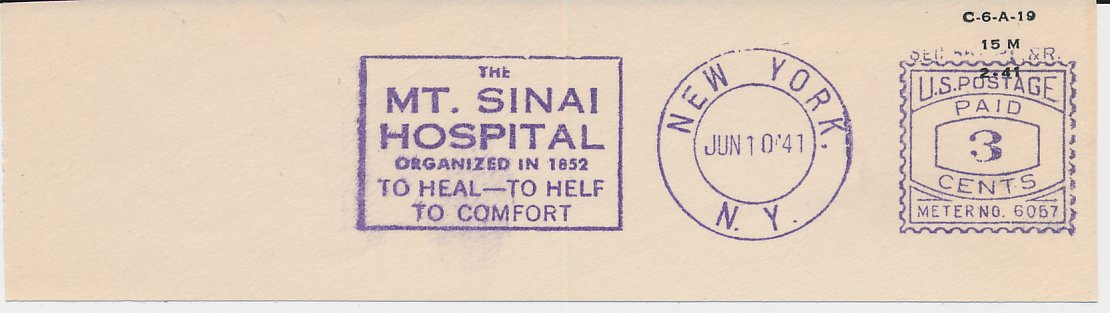 C-6-A-19
15 M
2-41
THE
MT. SINAI
HOSPITAL
ORGANIZED IN 1852
TO HEAL—TO HELP
TO COMFORT
NEW YORK.
JUN 10 '41
N. Y.
U.S. POSTAGE
PAID
3
CENTS
METER NO. 6057